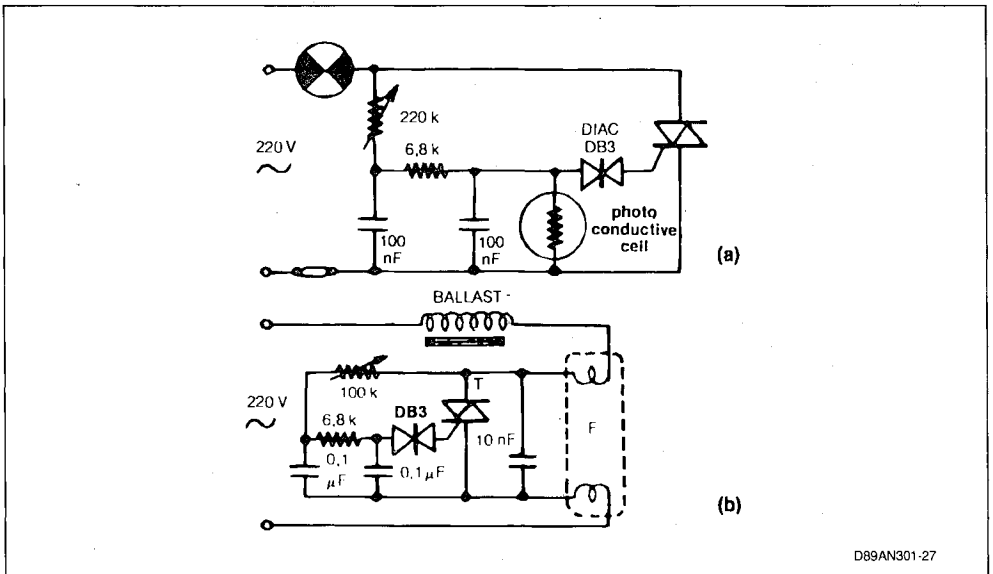 220 k
DIAC
DB3
6,8 k
220 V
photo
conductive
cell
100
nF
100
nF
(a)
BALLAST
100 k
T
220 V
DB3
6,8 k
F
10 nF
0,1
µF
0,1 µF
(b)
D89AN301-27